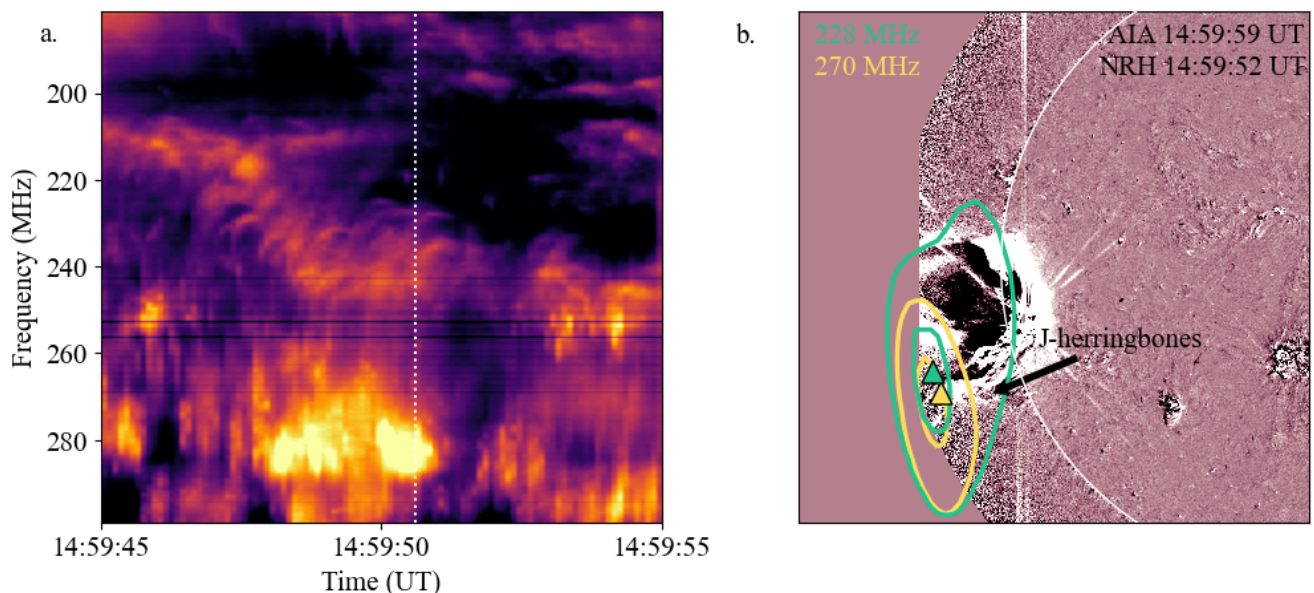 a.
200
220
240
260
280
Frequency (MHz)
14:59:45
14:59:50
14:59:55
Time (UT)
b.
228 MHz
270 MHz
AIA 14:59:59 UT
NRH 14:59:52 UT
J-herringbones